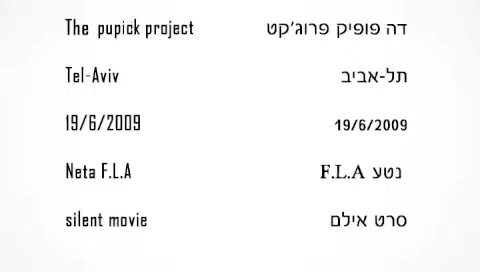 The pupick project דה פופיק פרוג'קט
Tel-Aviv תל-אביב
19/6/2009 19/6/2009
Neta F.L.A נטע F.L.A
silent movie סרט אילם